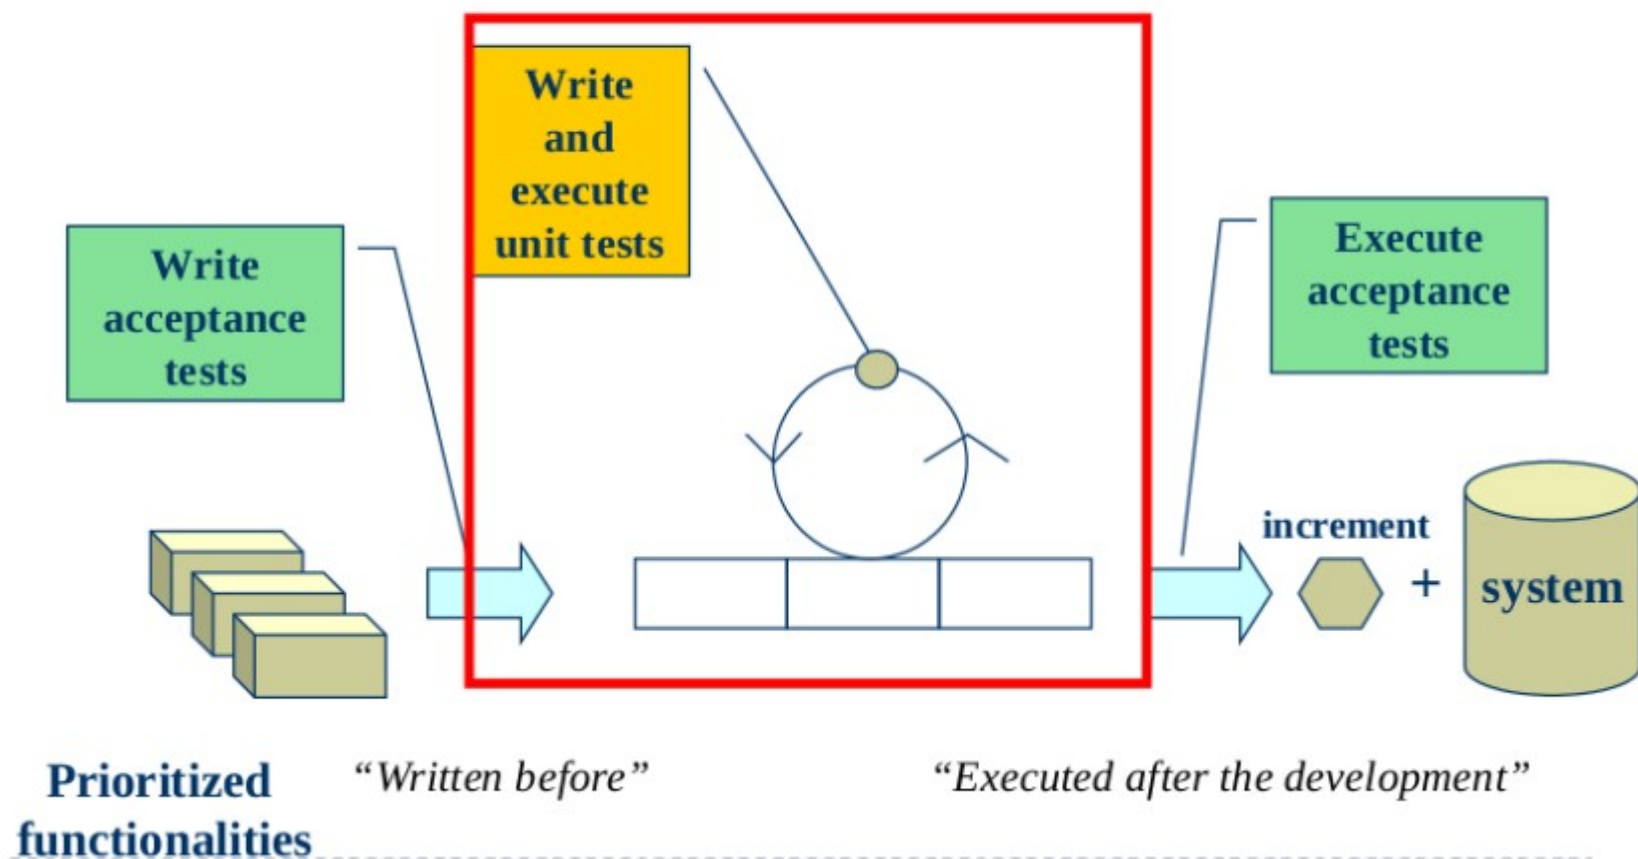 Write
and
execute
unit tests
Write
acceptance
tests
Execute
acceptance
tests
increment
+
system
Prioritized
functionalities
“Written before”
“Executed after the development”